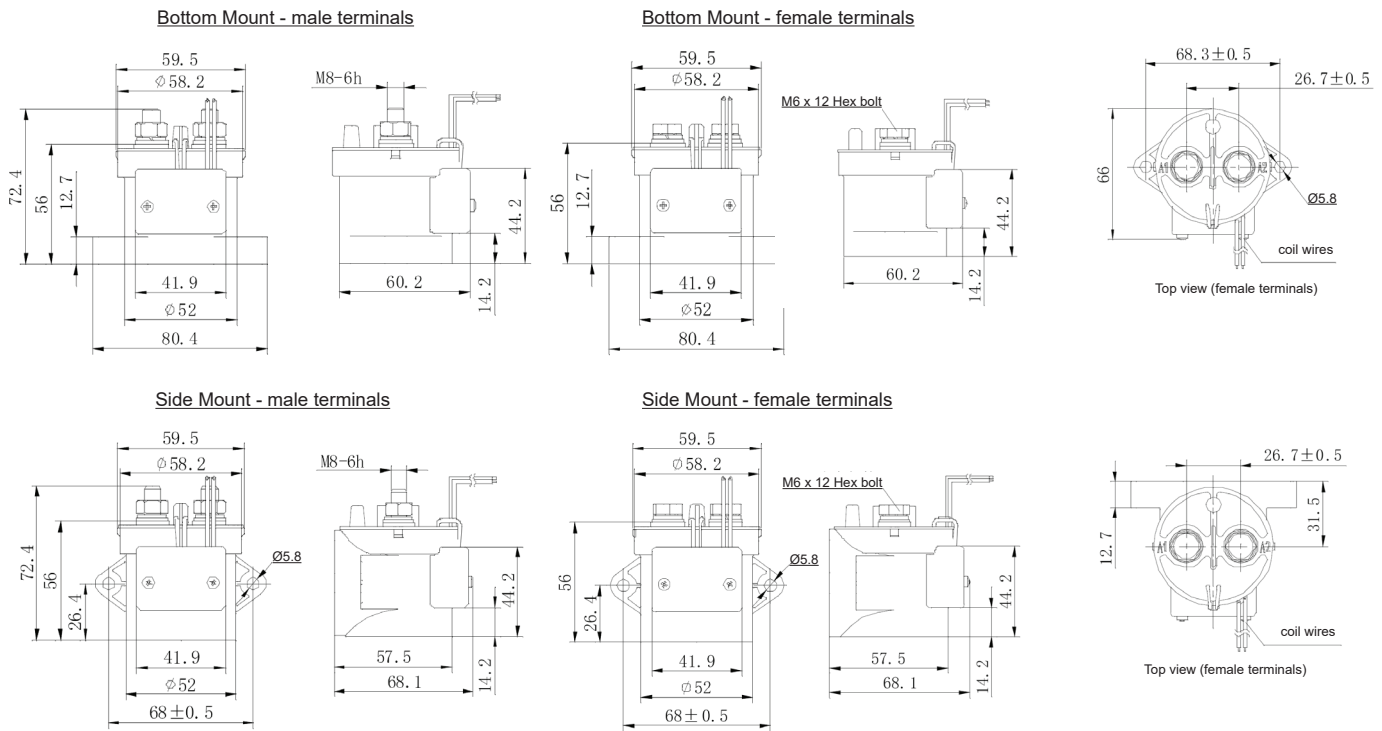 Bottom Mount - male terminals
59.5
Ø58.2
72.4
56
12.7
41.9
Ø52
80.4
M8-6h
44.2
14.2
60.2
Bottom Mount - female terminals
59.5
Ø58.2
56
12.7
41.9
Ø52
80.4
M6 x 12 Hex bolt
44.2
14.2
60.2
68.3±0.5
26.7±0.5
66
A1
A2
Ø5.8
coil wires
Top view (female terminals)
Side Mount - male terminals
59.5
Ø58.2
72.4
56
26.4
Ø5.8
41.9
Ø52
68±0.5
M8-6h
44.2
14.2
57.5
68.1
Side Mount - female terminals
59.5
Ø58.2
56
26.4
Ø5.8
41.9
Ø52
68±0.5
M6 x 12 Hex bolt
44.2
14.2
57.5
68.1
26.7±0.5
31.5
12.7
A1
A2
coil wires
Top view (female terminals)